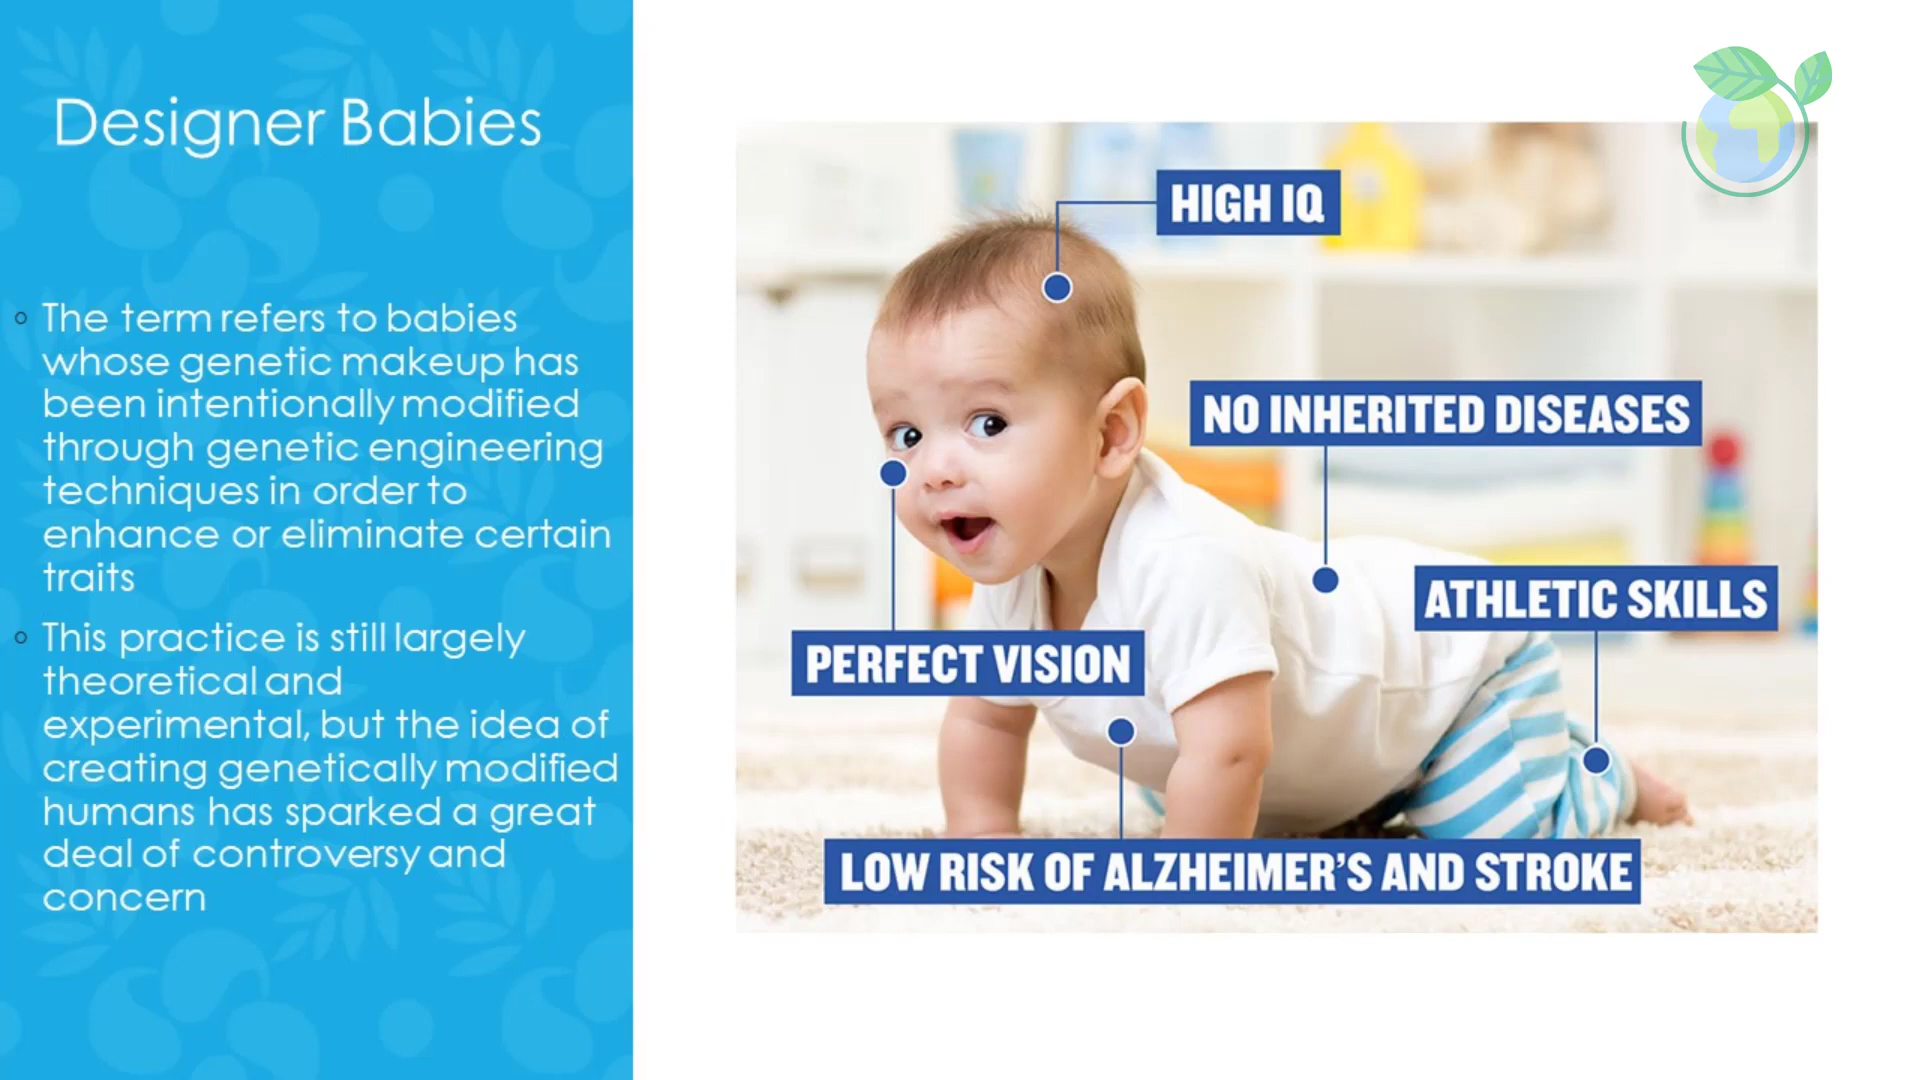 Designer Babies
◦ The term refers to babies
whose genetic makeup has
been intentionally modified
through genetic engineering
techniques in order to
enhance or eliminate certain
traits
◦ This practice is still largely
theoretical and
experimental, but the idea of
creating genetically modified
humans has sparked a great
deal of controversy and
concern
HIGH IQ
NO INHERITED DISEASES
ATHLETIC SKILLS
PERFECT VISION
LOW RISK OF ALZHEIMER'S AND STROKE